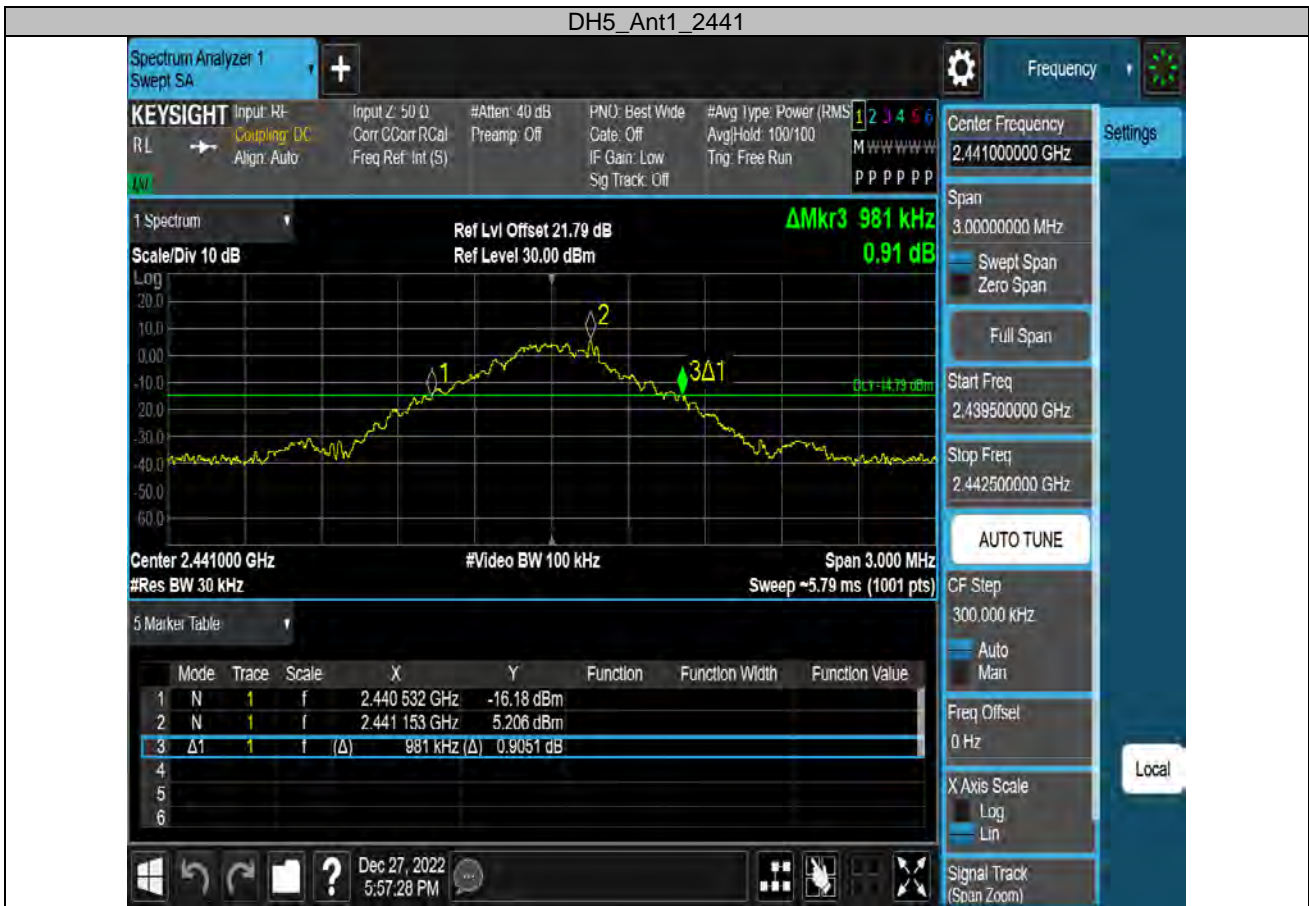 DH5_Ant1_2441
Spectrum Analyzer 1
Swept SA
Frequency
KEYSIGHT
Input: RF
Coupling: DC
Align: Auto
RL
Input Z: 50 Ω
Corr CCorr RCal
Freq Ref: Int (S)
#Atten: 40 dB
Preamp: Off
PNO: Best Wide
Gate: Off
IF Gain: Low
Sig Track: Off
#Avg Type: Power (RMS
Avg|Hold: 100/100
Trig: Free Run
1 2 3 4 5 6
M W W W W W
P P P P P P
1 Spectrum
Scale/Div 10 dB
Ref Lvl Offset 21.79 dB
Ref Level 30.00 dBm
ΔMkr3 981 kHz
0.91 dB
Log
20.0
10.0
0.00
-10.0
-20.0
-30.0
-40.0
-50.0
-60.0
1
2
3Δ1
DL1 -14.79 dBm
Center 2.441000 GHz
#Video BW 100 kHz
Span 3.000 MHz
#Res BW 30 kHz
Sweep ~5.79 ms (1001 pts)
5 Marker Table
Mode Trace Scale X Y Function Function Width Function Value
1 N 1 f 2.440 532 GHz -16.18 dBm
2 N 1 f 2.441 153 GHz 5.206 dBm
3 Δ1 1 f (Δ) 981 kHz (Δ) 0.9051 dB
4
5
6
Dec 27, 2022
5:57:28 PM
?
Center Frequency
2.441000000 GHz
Settings
Span
3.00000000 MHz
Swept Span
Zero Span
Full Span
Start Freq
2.439500000 GHz
Stop Freq
2.442500000 GHz
AUTO TUNE
CF Step
300.000 kHz
Auto
Man
Freq Offset
0 Hz
X Axis Scale
Log
Lin
Local
Signal Track
(Span Zoom)